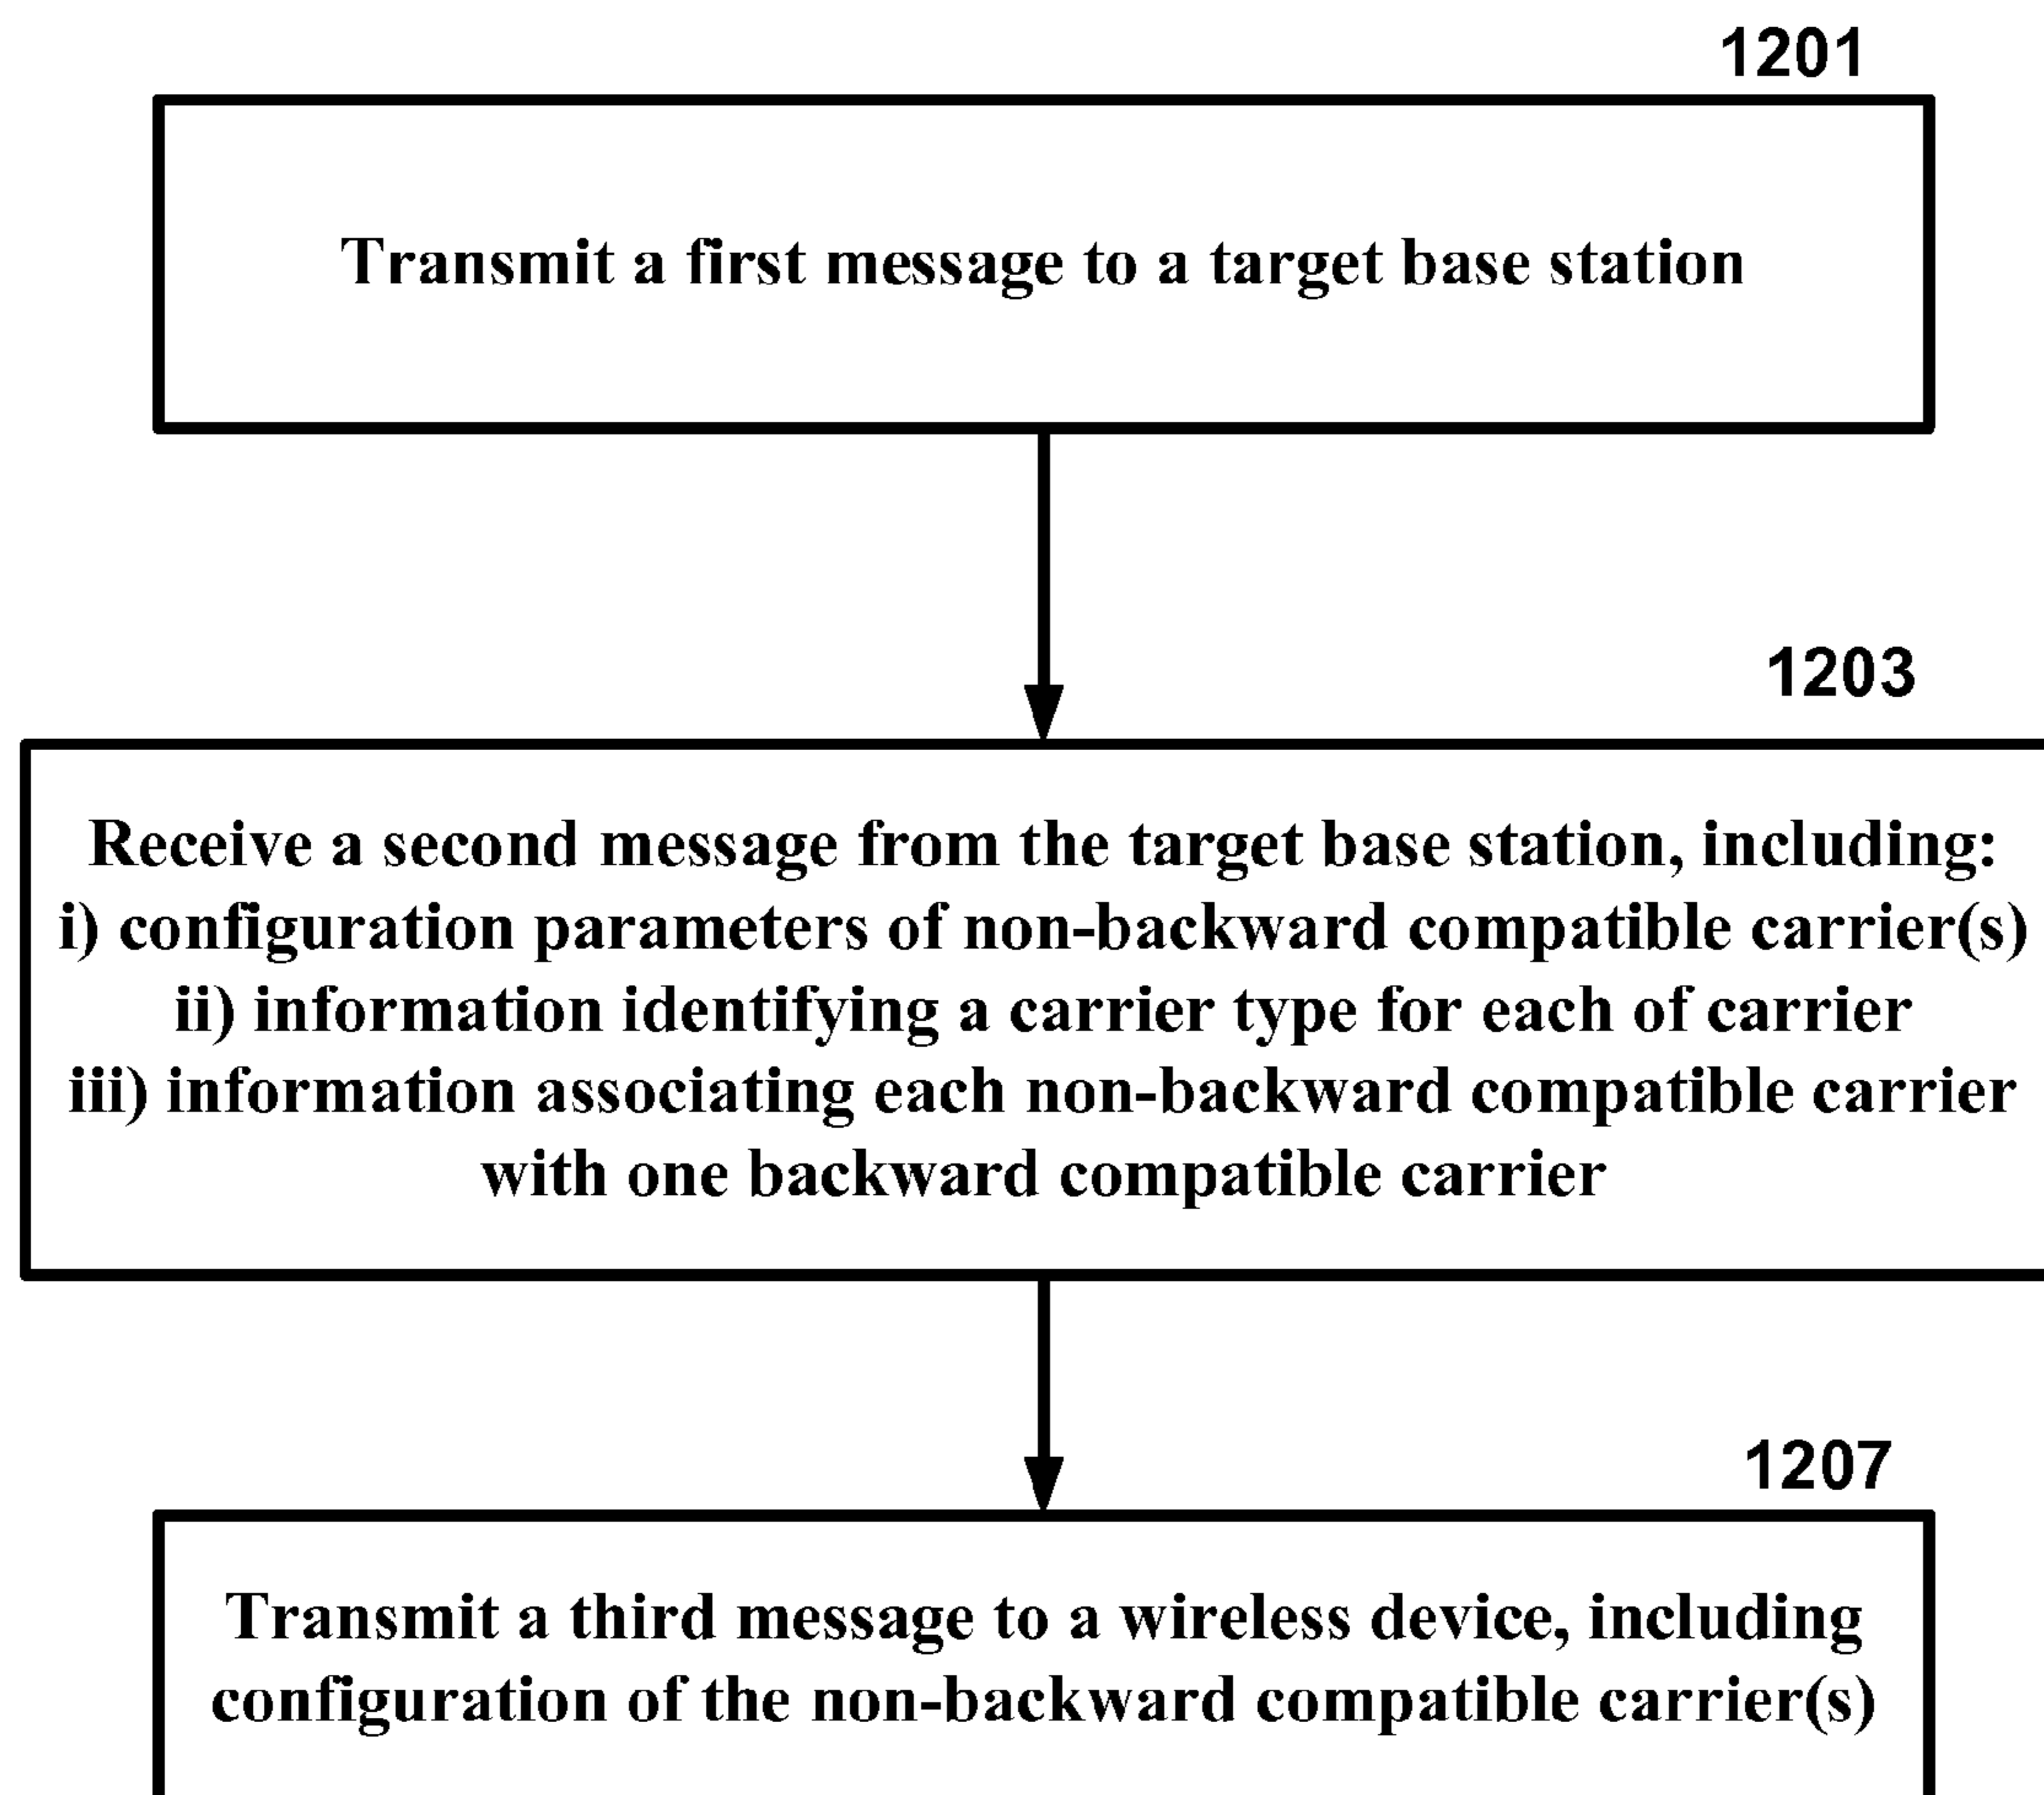 1201
Transmit a first message to a target base station
1203
Receive a second message from the target base station, including:
i) configuration parameters of non-backward compatible carrier(s)
ii) information identifying a carrier type for each of carrier
iii) information associating each non-backward compatible carrier
with one backward compatible carrier
1207
Transmit a third message to a wireless device, including
configuration of the non-backward compatible carrier(s)